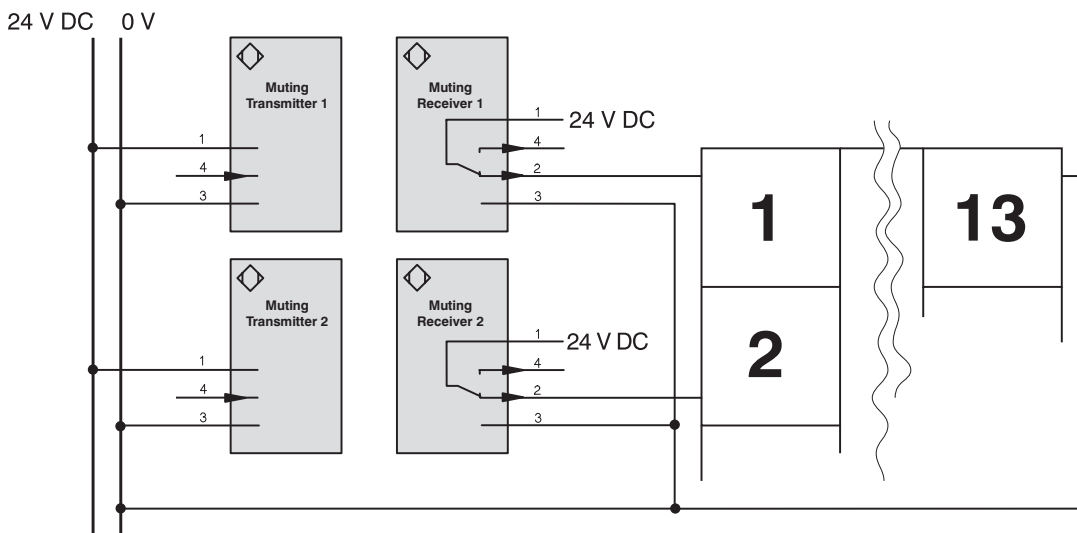 24 V DC 0 V
Muting
Transmitter 1
1
4
3
Muting
Receiver 1
1
24 V DC
4
2
3
1
13
2
Muting
Transmitter 2
1
4
3
Muting
Receiver 2
1
24 V DC
4
2
3